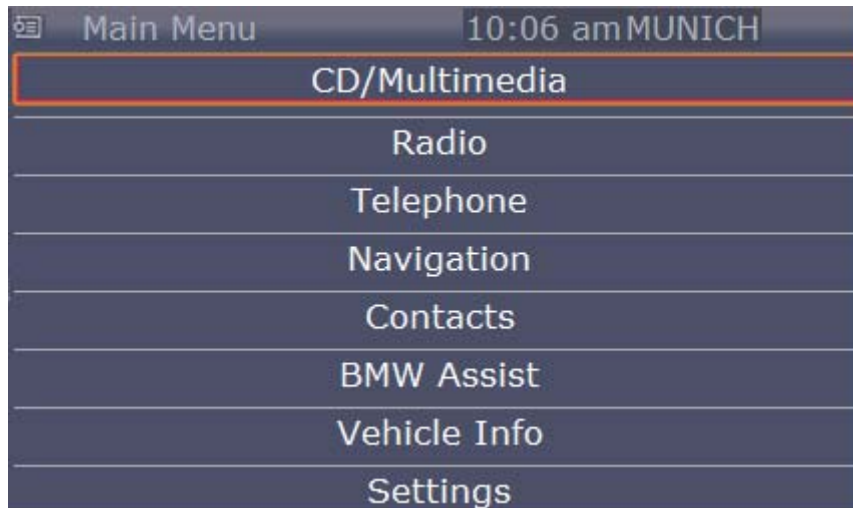 Main Menu 10:06 am MUNICH
CD/Multimedia
Radio
Telephone
Navigation
Contacts
BMW Assist
Vehicle Info
Settings